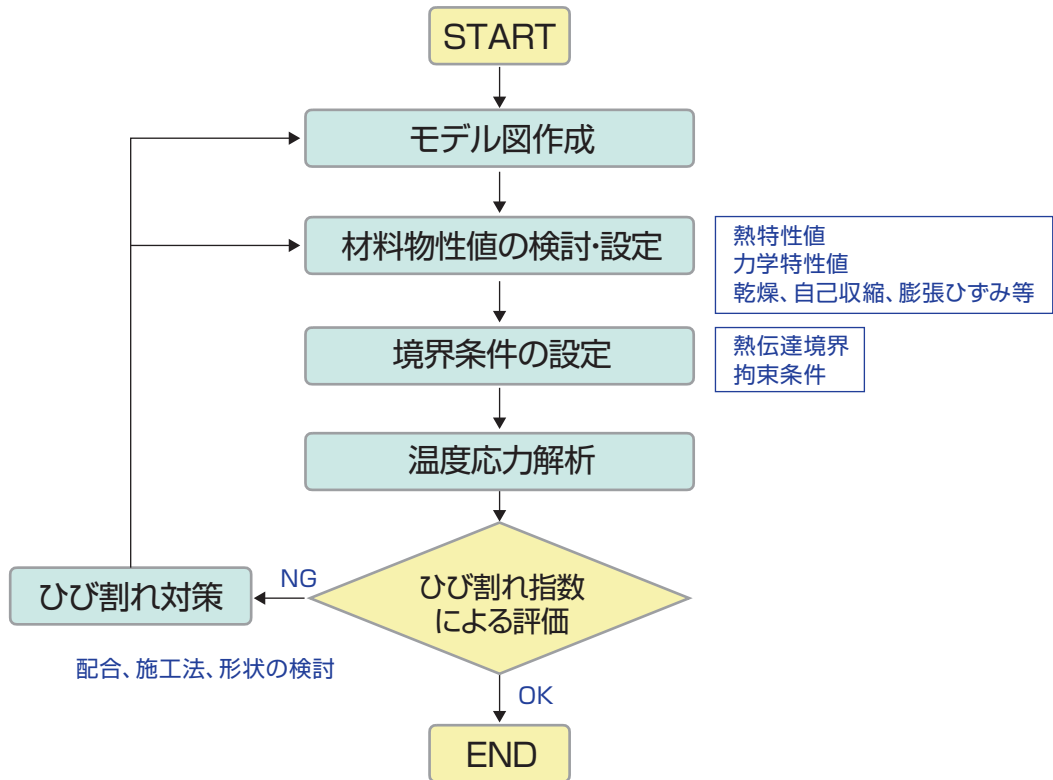 START
モデル図作成
材料物性値の検討・設定
熱特性値
力学特性値
乾燥、自己収縮、膨張ひずみ等
境界条件の設定
熱伝達境界
拘束条件
温度応力解析
ひび割れ指数
による評価
NG
ひび割れ対策
配合、施工法、形状の検討
OK
END